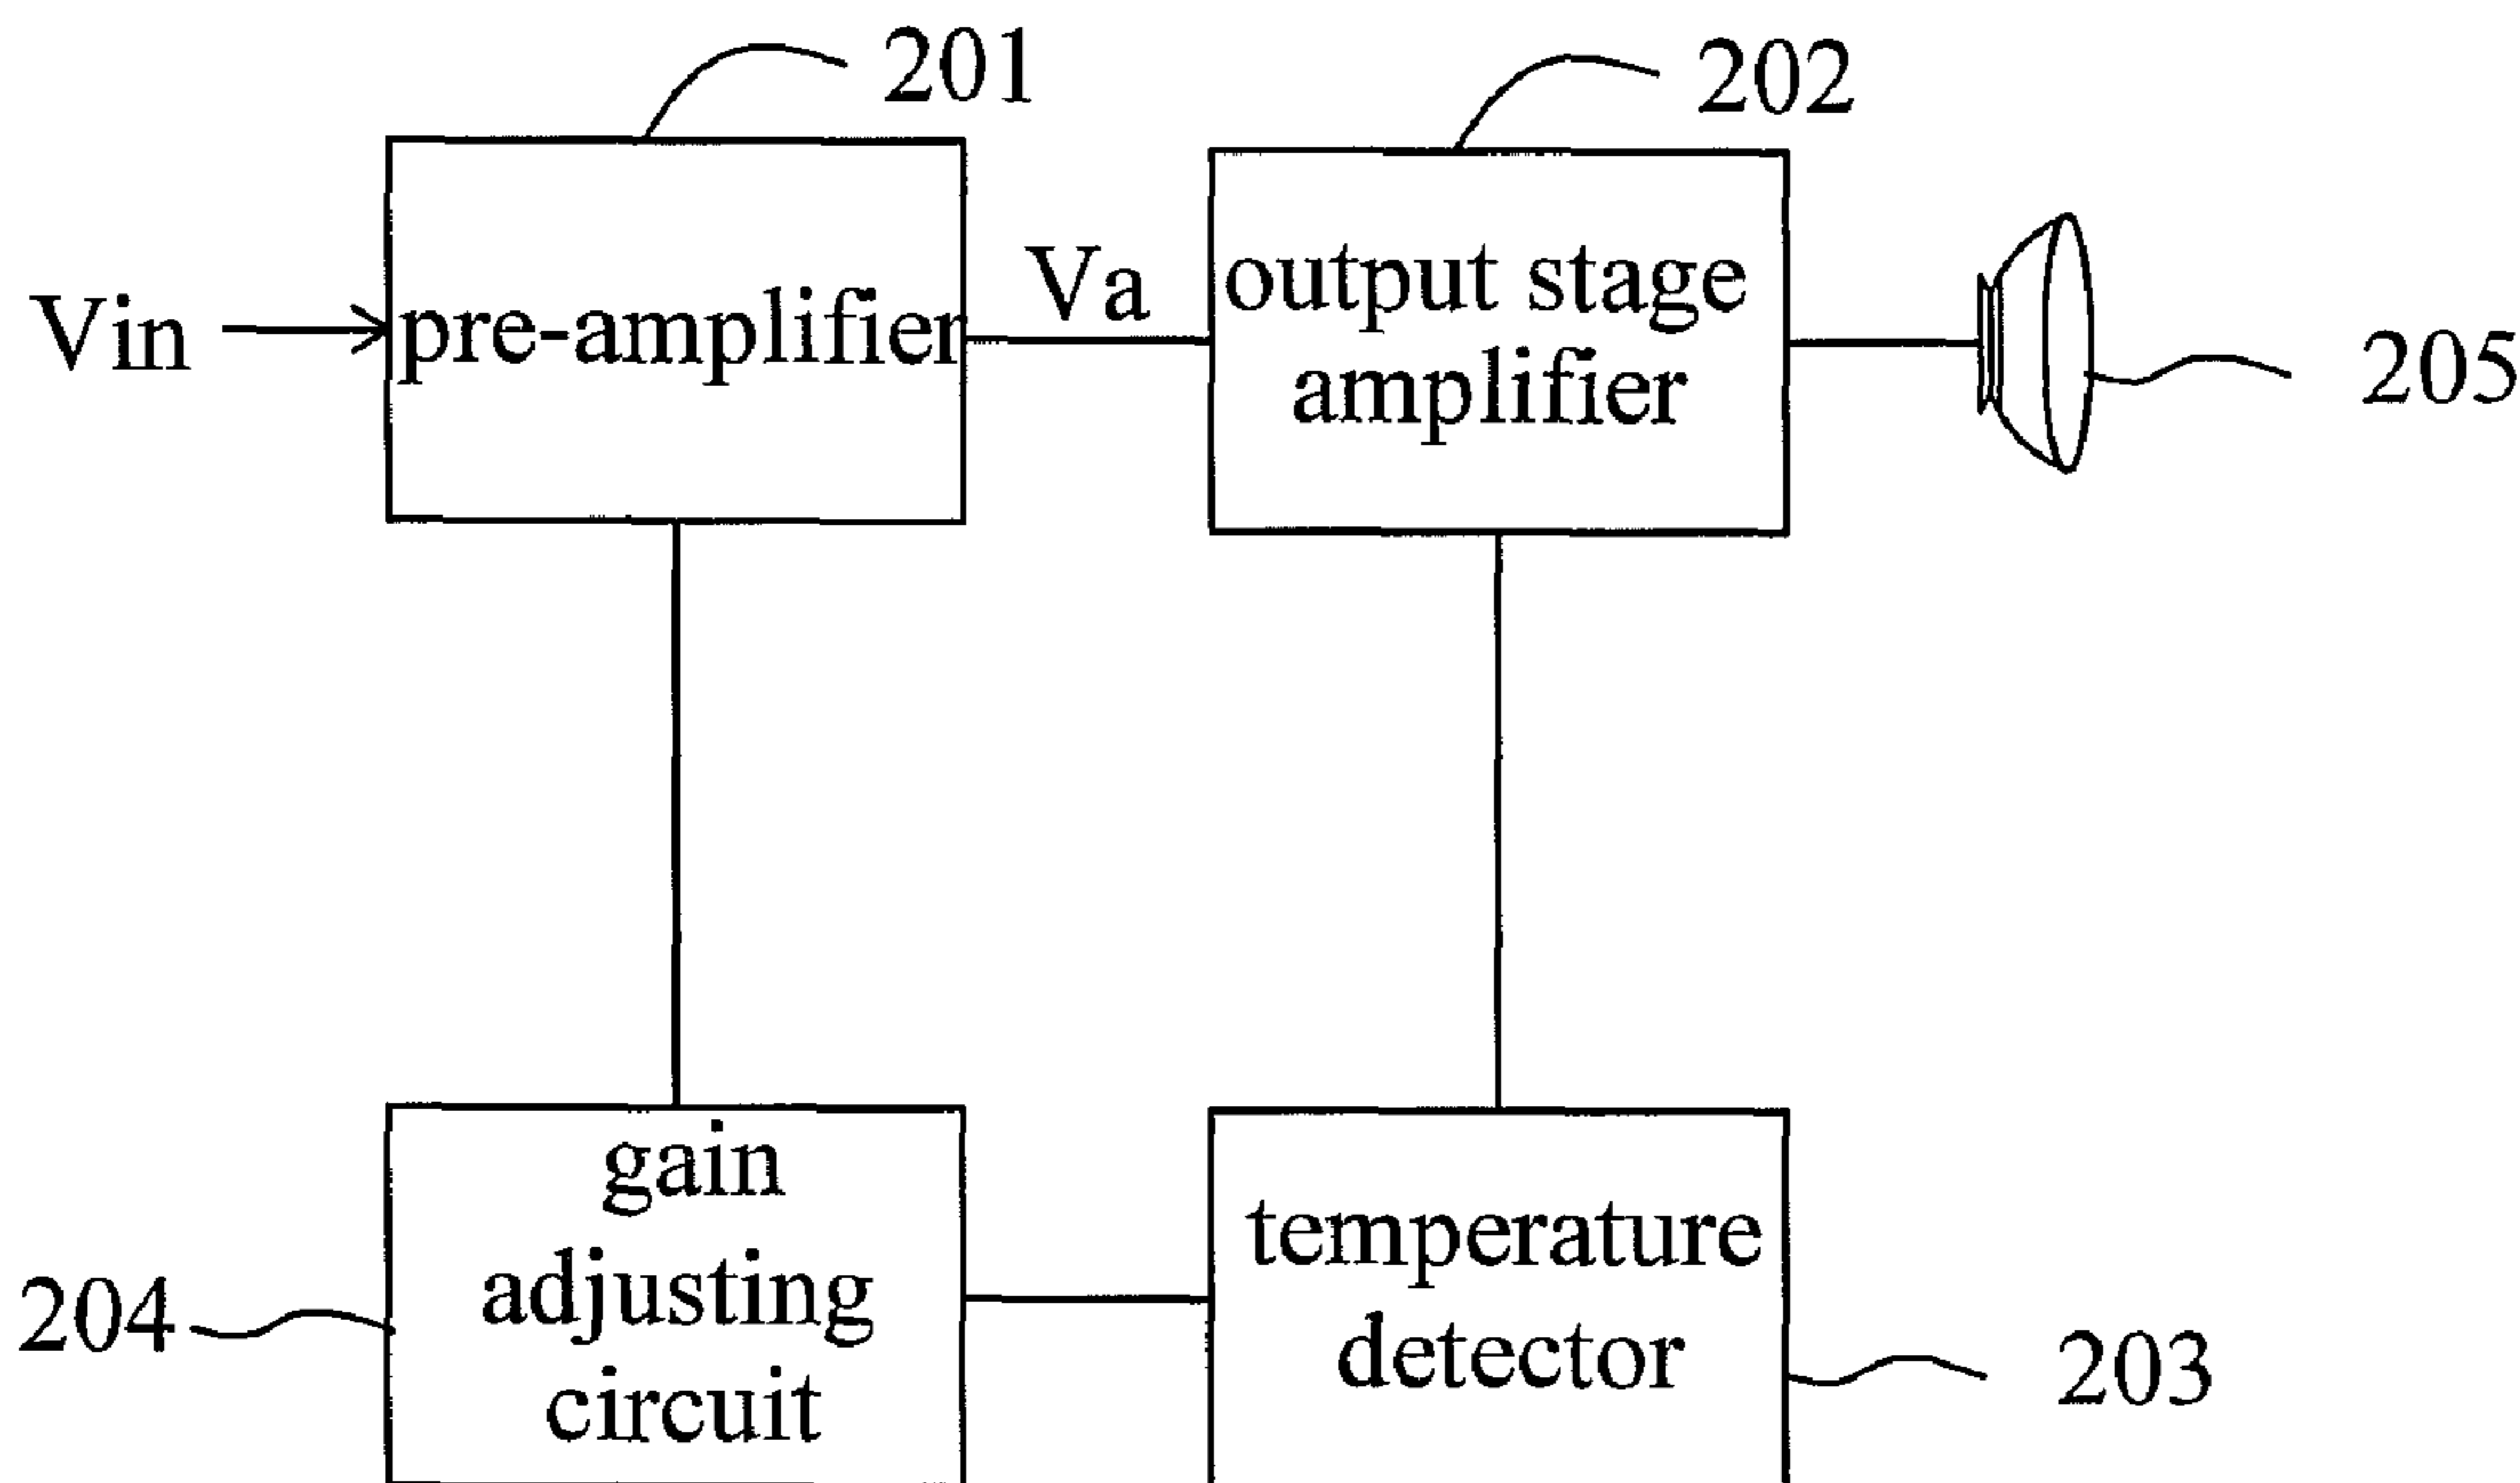 201
202
Vin
pre-amplifier
Va
output stage
amplifier
205
gain
adjusting
circuit
204
temperature
detector
203